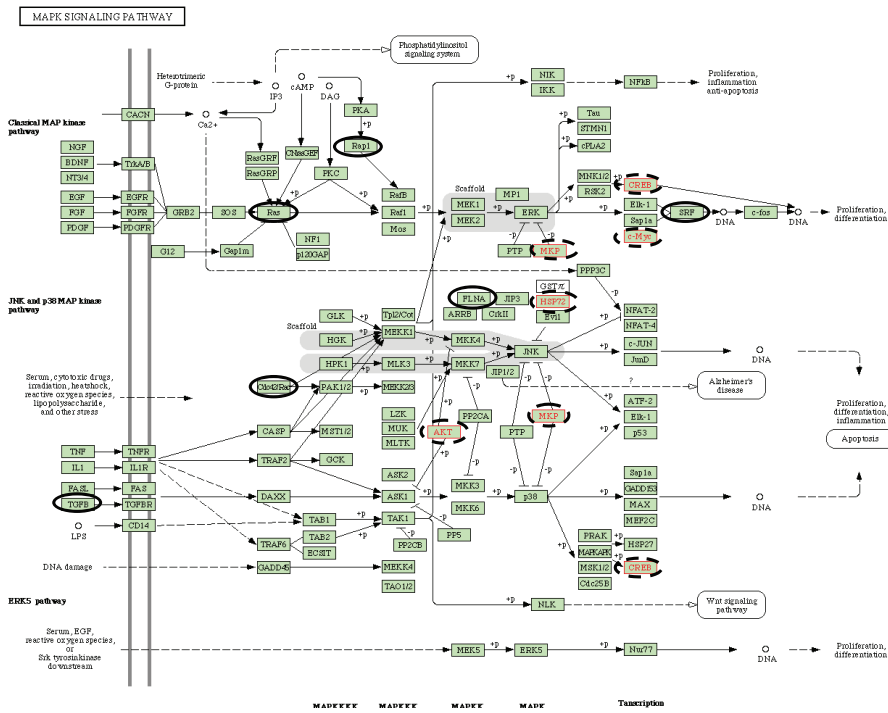 MAPK SIGNALING PATHWAY
Phosphatidylinositol
signaling system
Heterotrimeric
G-protein
IP3
cAMP
DAG
+p
NIK
IKK
NFkB
Proliferation,
inflammation
anti-apoptosis
Classical MAP kinase
pathway
CACN
Ca2+
PKA
+p
Rap1
Tau
STMN1
cPLA2
NGF
BDNF
NT3/4
TrkA/B
RasGRF
RasGRP
CNasGEF
PKC
RafB
Scaffold
MP1
MNK1/2
RSK2
CREB
EGF
FGF
PDGF
EGFR
FGFR
PDGFR
GRB2
SOS
Ras
Raf1
Mos
MEK1
MEK2
ERK
Elk-1
Sap1a
SRF
c-Myc
DNA
c-fos
DNA
Proliferation,
differentiation
G12
Gap1m
NF1
p120GAP
PTP
MKP
PPP3C
JNK and p38 MAP kinase
pathway
Scaffold
GLK
HGK
HPK1
Tpl2/Cot
MEKK1
MLK3
FLNA
JIP3
ARRB
CrkII
GSTπ
HSP72
Evi1
MKK4
MKK7
JNK
JIP1/2
NFAT-2
NFAT-4
c-JUN
JunD
DNA
?
Alzheimer's
disease
Serum, cytotoxic drugs,
irradiation, heatshock,
reactive oxygen species,
lipopolysaccharide,
and other stress
Cdc42/Rac
PAK1/2
MEKK2/3
LZK
MUK
MLTK
AKT
PP2CA
PTP
MKP
ATF-2
Elk-1
p53
Proliferation,
differentiation,
inflammation
Apoptosis
CASP
MST1/2
TRAF2
GCK
TNF
IL1
TNFR
IL1R
FASL
TGFB
FAS
TGFBR
LPS
CD14
DAXX
ASK2
ASK1
TAK1
MKK3
MKK6
p38
Sap1a
GADD153
MAX
MEF2C
DNA
TAB1
TAB2
ECSIT
TRAF6
PP2CB
PP5
PRAK
MAPKAPK
MSK1/2
Cdc25B
HSP27
CREB
DNA damage
GADD45
MEKK4
TAO1/2
ERK5 pathway
NLK
Wnt signaling
pathway
Serum, EGF,
reactive oxygen species,
or
Srk tyrosinkinase
downstream
MEK5
ERK5
Nur77
DNA
Proliferation,
differentiation.
MAPKKKK
MAPKKK
MAPKK
MAPK
Tanscription